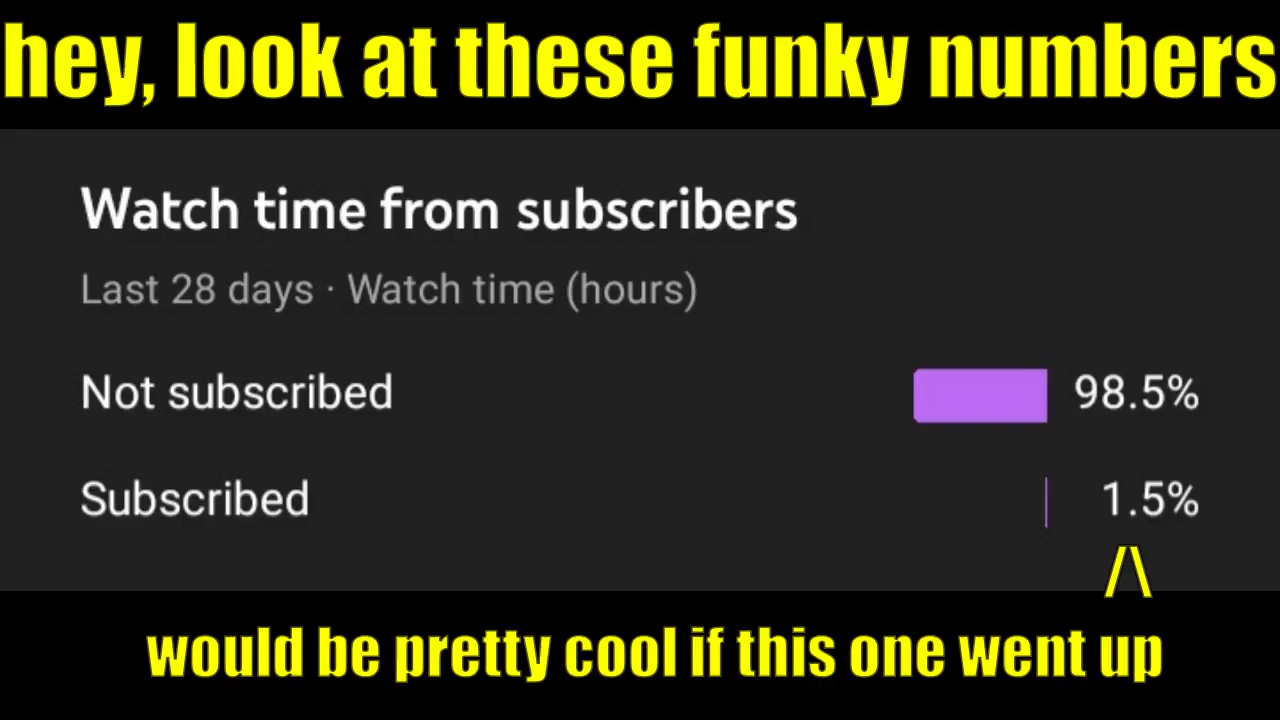 hey, look at these funky numbers
Watch time from subscribers
Last 28 days · Watch time (hours)
Not subscribed 98.5%
Subscribed 1.5%
/\
would be pretty cool if this one went up